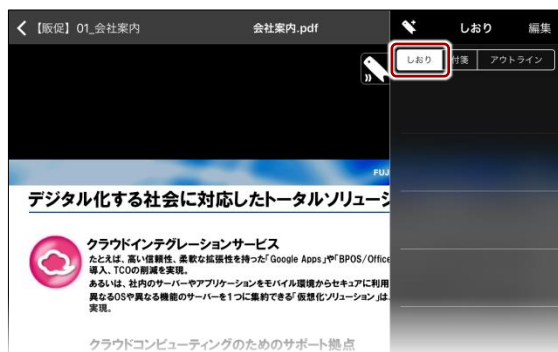 【販促】01_会社案内
会社案内.pdf
しおり
編集
しおり
付箋
アウトライン
FUJ
デジタル化する社会に対応したトータルソリューシ
クラウドインテグレーションサービス
たとえば、高い信頼性、柔軟な拡張性を持った「Google Apps」や「BPOS/Office
導入、TCOの削減を実現。
あるいは、社内のサーバーやアプリケーションをモバイル環境からセキュアに利用
異なるOSや異なる機能のサーバーを1つに集約できる「仮想化ソリューション」は
実現。
クラウドコンピューティングのためのサポート拠点